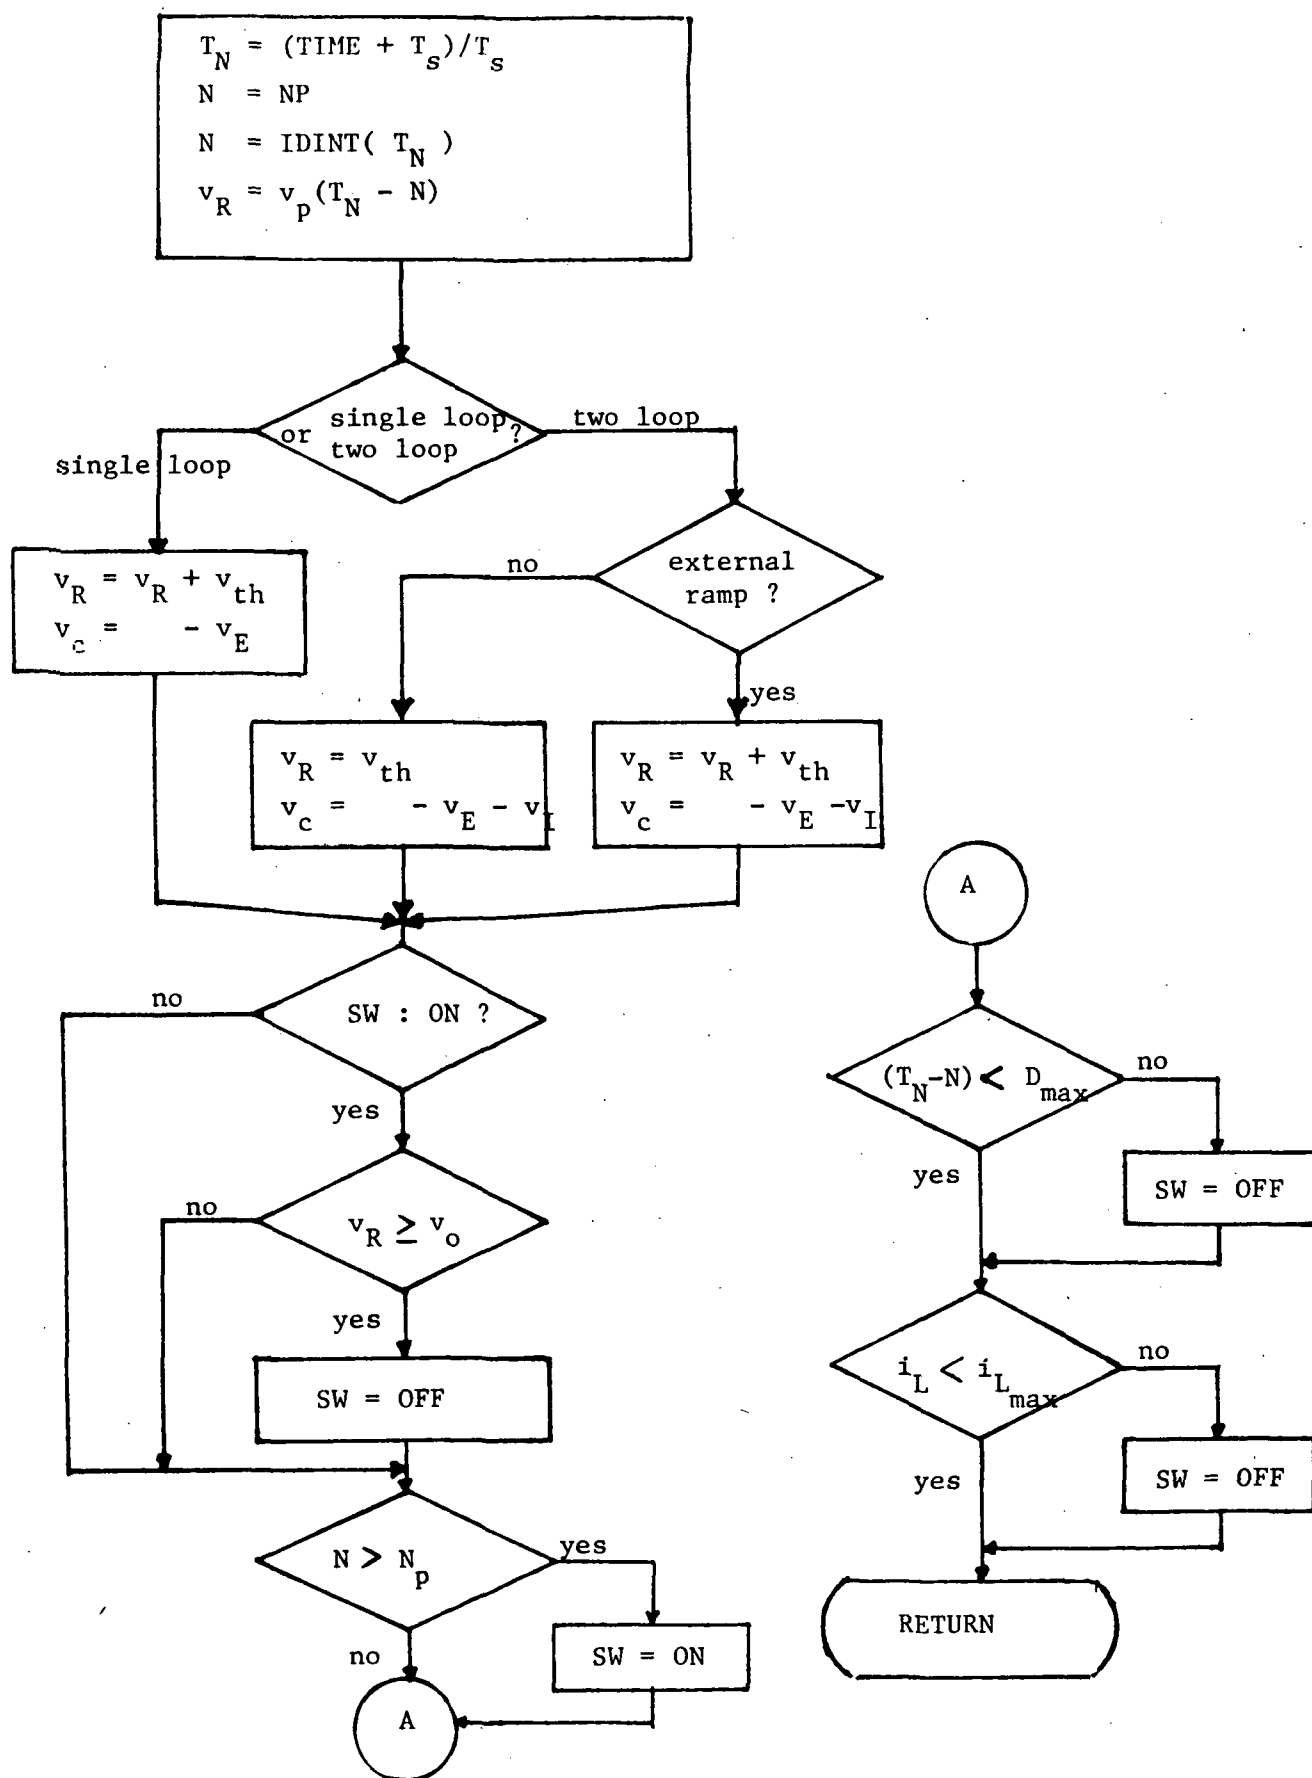 T_N = (TIME + T_s)/T_s
N = NP
N = IDINT( T_N )
v_R = v_p(T_N - N)
single loop
or two loop ?
single loop
two loop
v_R = v_R + v_th
v_c = - v_E
external
ramp ?
no
yes
v_R = v_th
v_c = - v_E - v_I
v_R = v_R + v_th
v_c = - v_E -v_I
SW : ON ?
no
yes
v_R ≥ v_o
no
yes
SW = OFF
N > N_p
yes
no
SW = ON
A
A
(T_N-N) < D_max
no
yes
SW = OFF
i_L < i_L_max
no
yes
SW = OFF
RETURN